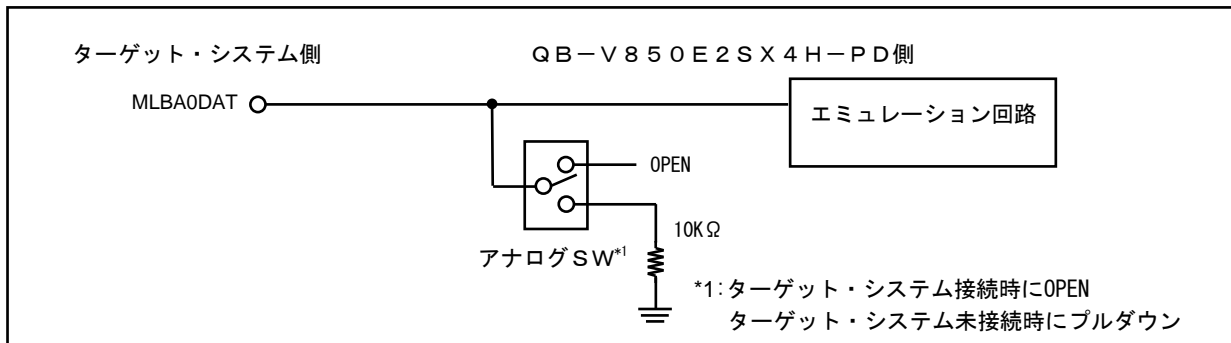 ターゲット・システム側
QB－V850E2SX4H－PD側
MLBA0DAT
エミュレーション回路
OPEN
10KΩ
アナログSW*1
*1:ターゲット・システム接続時にOPEN
ターゲット・システム未接続時にプルダウン